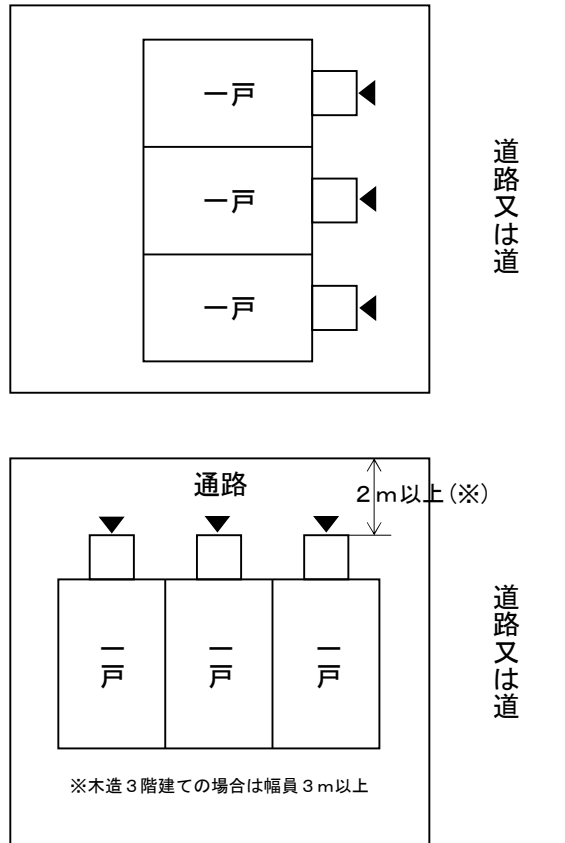 一戸
一戸
一戸
道路又は道
通路
２ｍ以上（※）
一戸
一戸
一戸
道路又は道
※木造３階建ての場合は幅員３ｍ以上